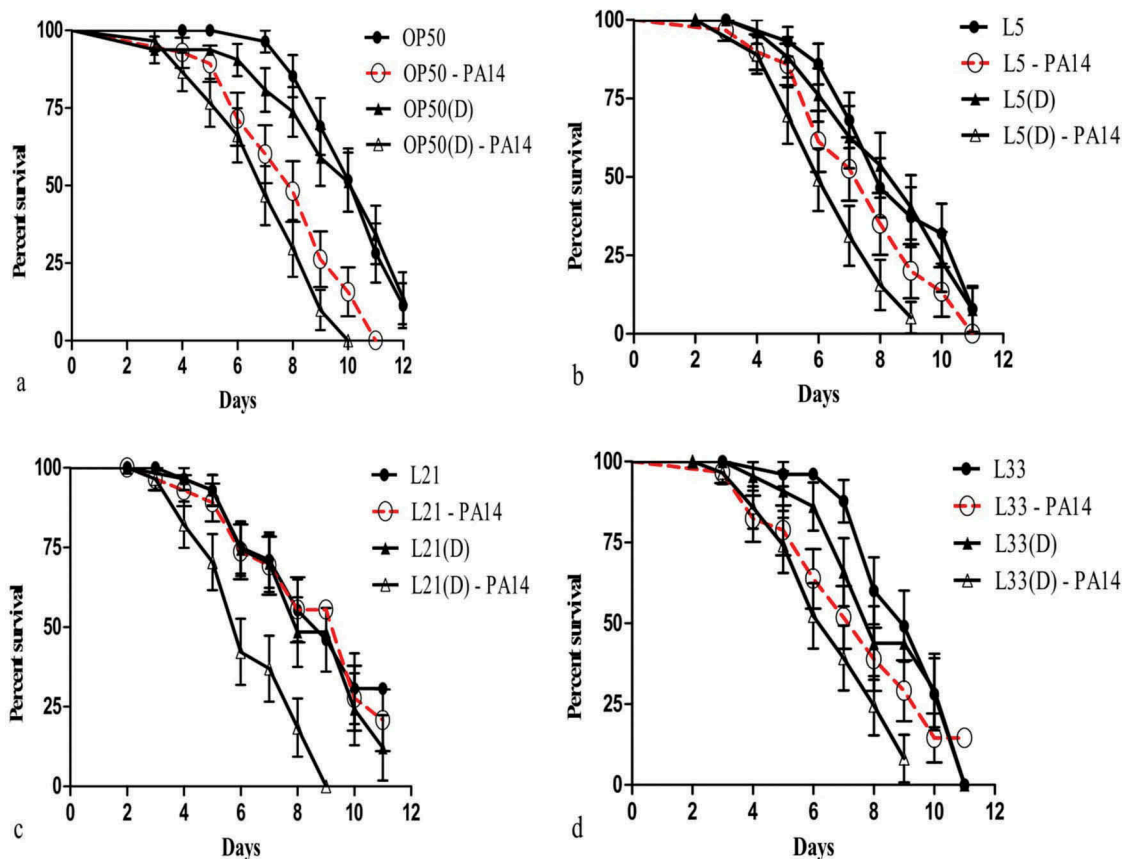 100
75
50
25
0
Percent survival
0 2 4 6 8 10 12
Days
a
OP50
OP50 - PA14
OP50(D)
OP50(D) - PA14
100
75
50
25
0
Percent survival
0 2 4 6 8 10 12
Days
b
L5
L5 - PA14
L5(D)
L5(D) - PA14
100
75
50
25
0
Percent survival
0 2 4 6 8 10 12
Days
c
L21
L21 - PA14
L21(D)
L21(D) - PA14
100
75
50
25
0
Percent survival
0 2 4 6 8 10 12
Days
d
L33
L33 - PA14
L33(D)
L33(D) - PA14